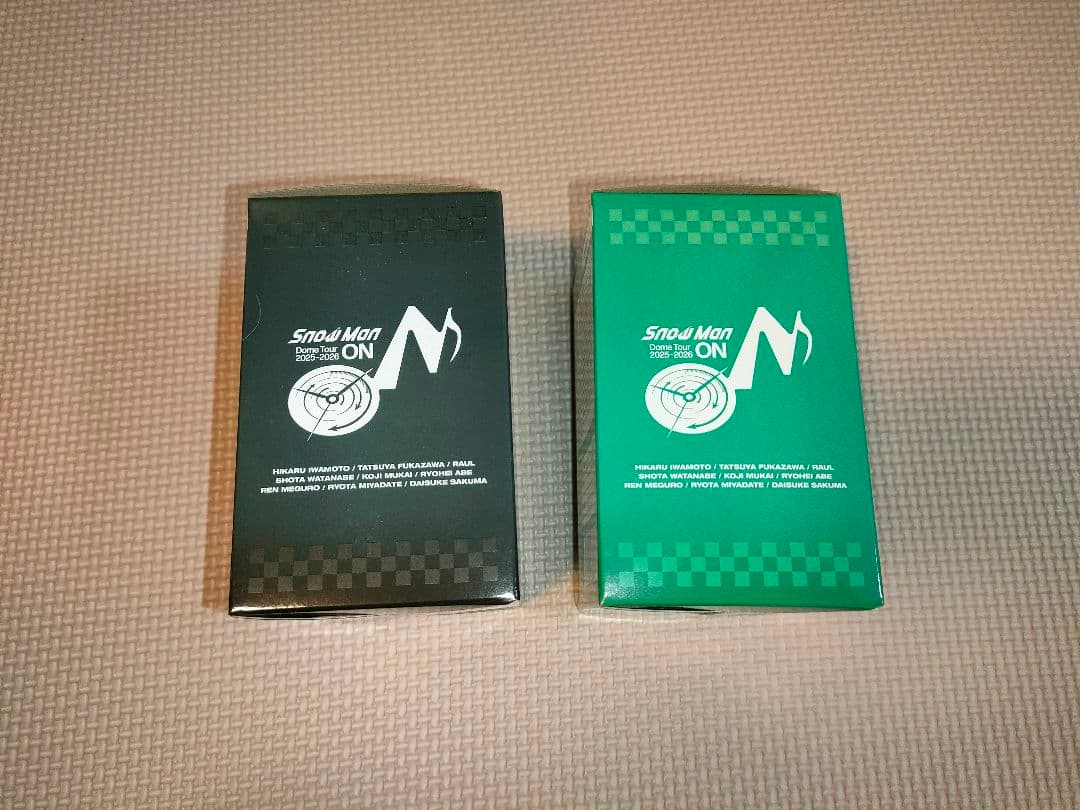 Snow Man
Dome Tour
2025-2026 ON
HIKARU IWAMOTO / TATSUYA FUKAZAWA / RAUL
SHOTA WATANABE / KOJI MUKAI / RYOHEI ABE
REN MEGURO / RYOTA MIYADATE / DAISUKE SAKUMA
Snow Man
Dome Tour
2025-2026 ON
HIKARU IWAMOTO / TATSUYA FUKAZAWA / RAUL
SHOTA WATANABE / KOJI MUKAI / RYOHEI ABE
REN MEGURO / RYOTA MIYADATE / DAISUKE SAKUMA